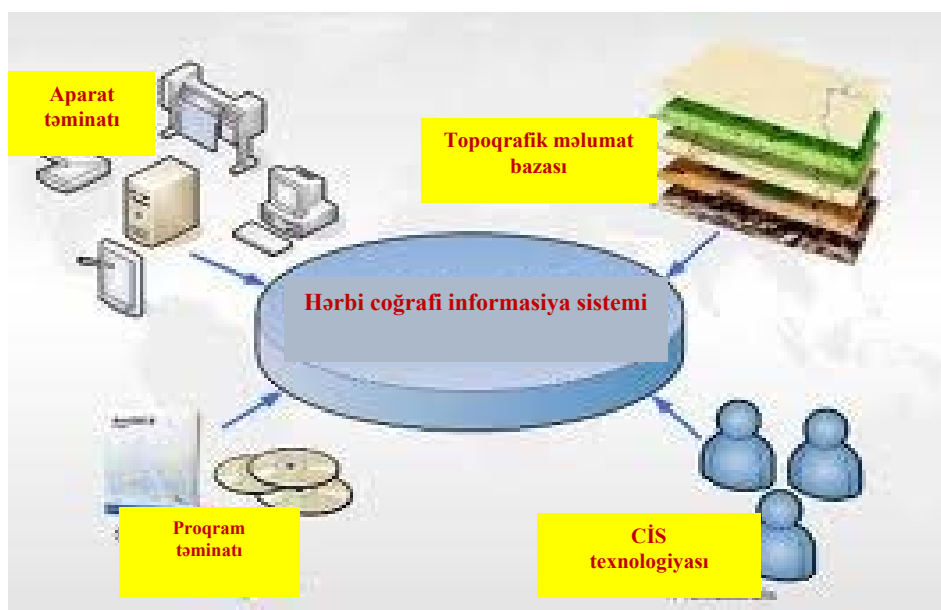 Aparat
təminatı
Topoqrafik məlumat
bazası
Hərbi coğrafi informasiya sistemi
Proqram
təminatı
CİS
texnologiyası